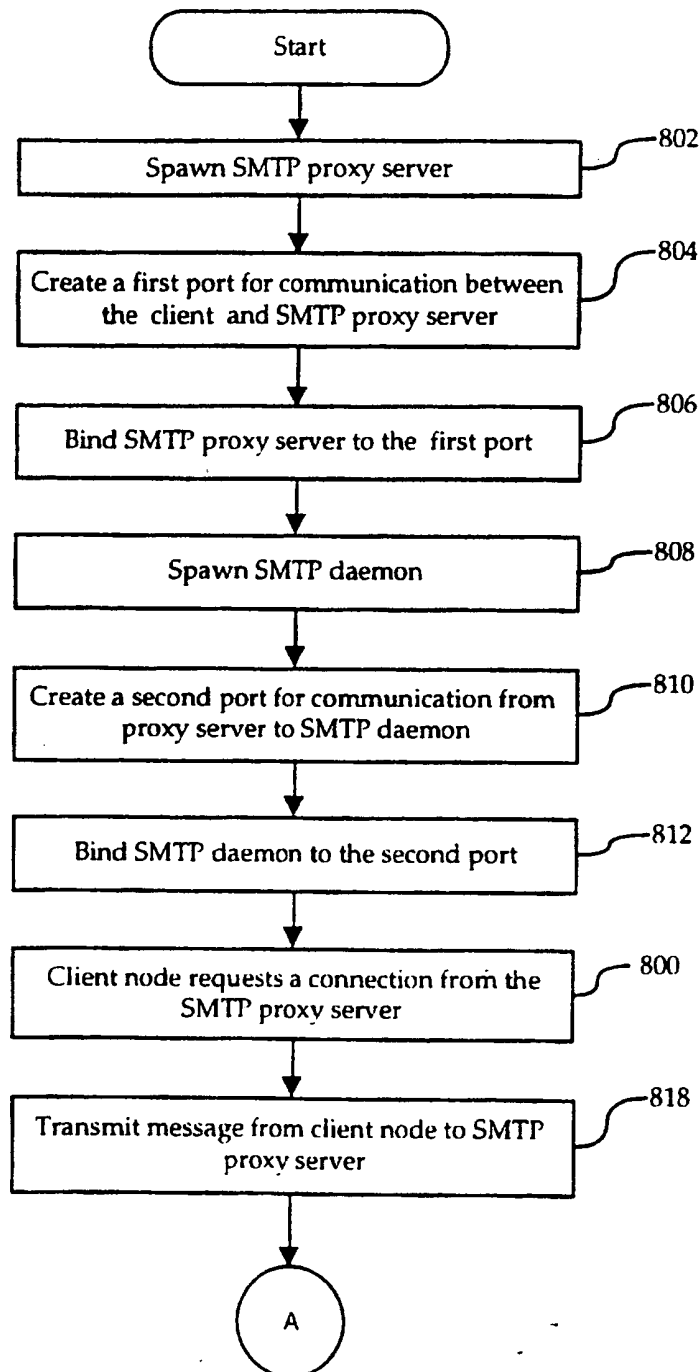 Start
Spawn SMTP proxy server
802
Create a first port for communication between
the client and SMTP proxy server
804
Bind SMTP proxy server to the first port
806
Spawn SMTP daemon
808
Create a second port for communication from
proxy server to SMTP daemon
810
Bind SMTP daemon to the second port
812
Client node requests a connection from the
SMTP proxy server
800
Transmit message from client node to SMTP
proxy server
818
A